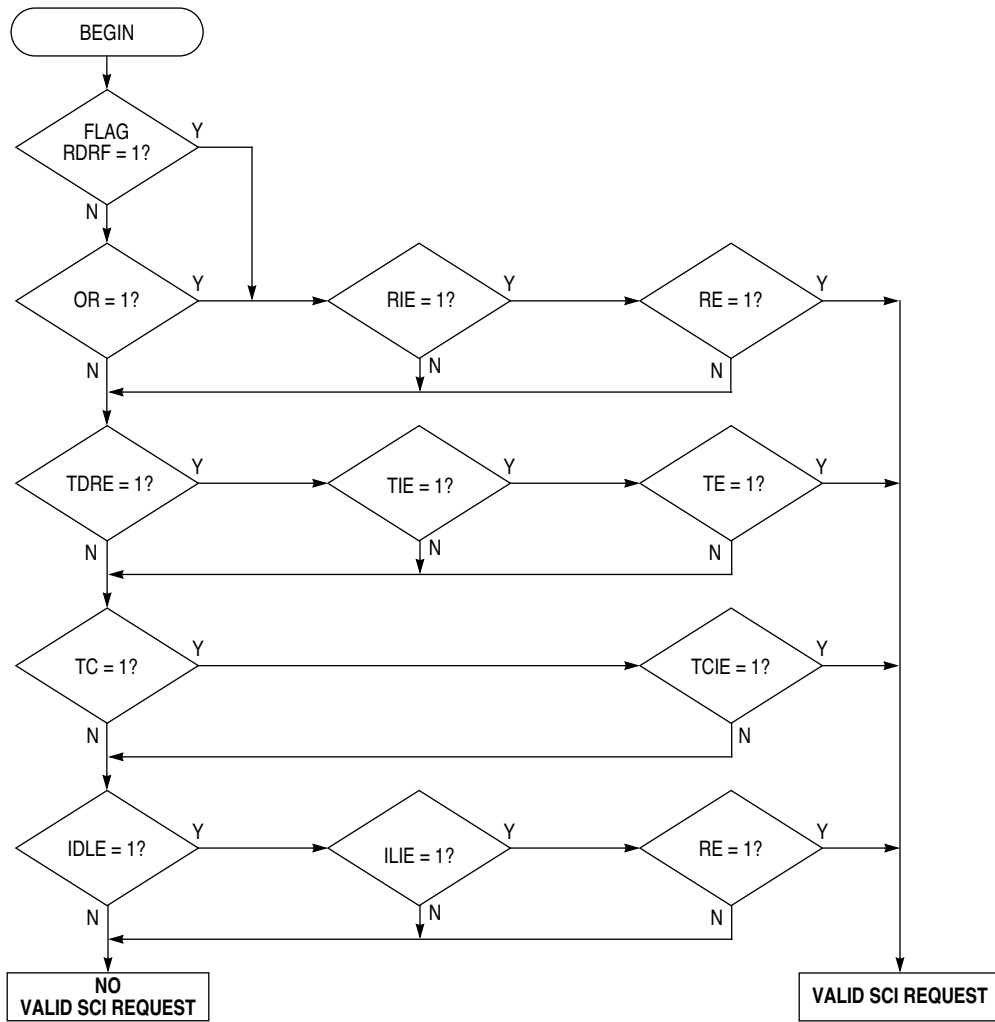 BEGIN
FLAG
RDRF = 1?
Y
N
OR = 1?
Y
N
RIE = 1?
Y
N
RE = 1?
Y
N
TDRE = 1?
Y
N
TIE = 1?
Y
N
TE = 1?
Y
N
TC = 1?
Y
N
TCIE = 1?
Y
N
IDLE = 1?
Y
N
ILIE = 1?
Y
N
RE = 1?
Y
N
NO
VALID SCI REQUEST
VALID SCI REQUEST